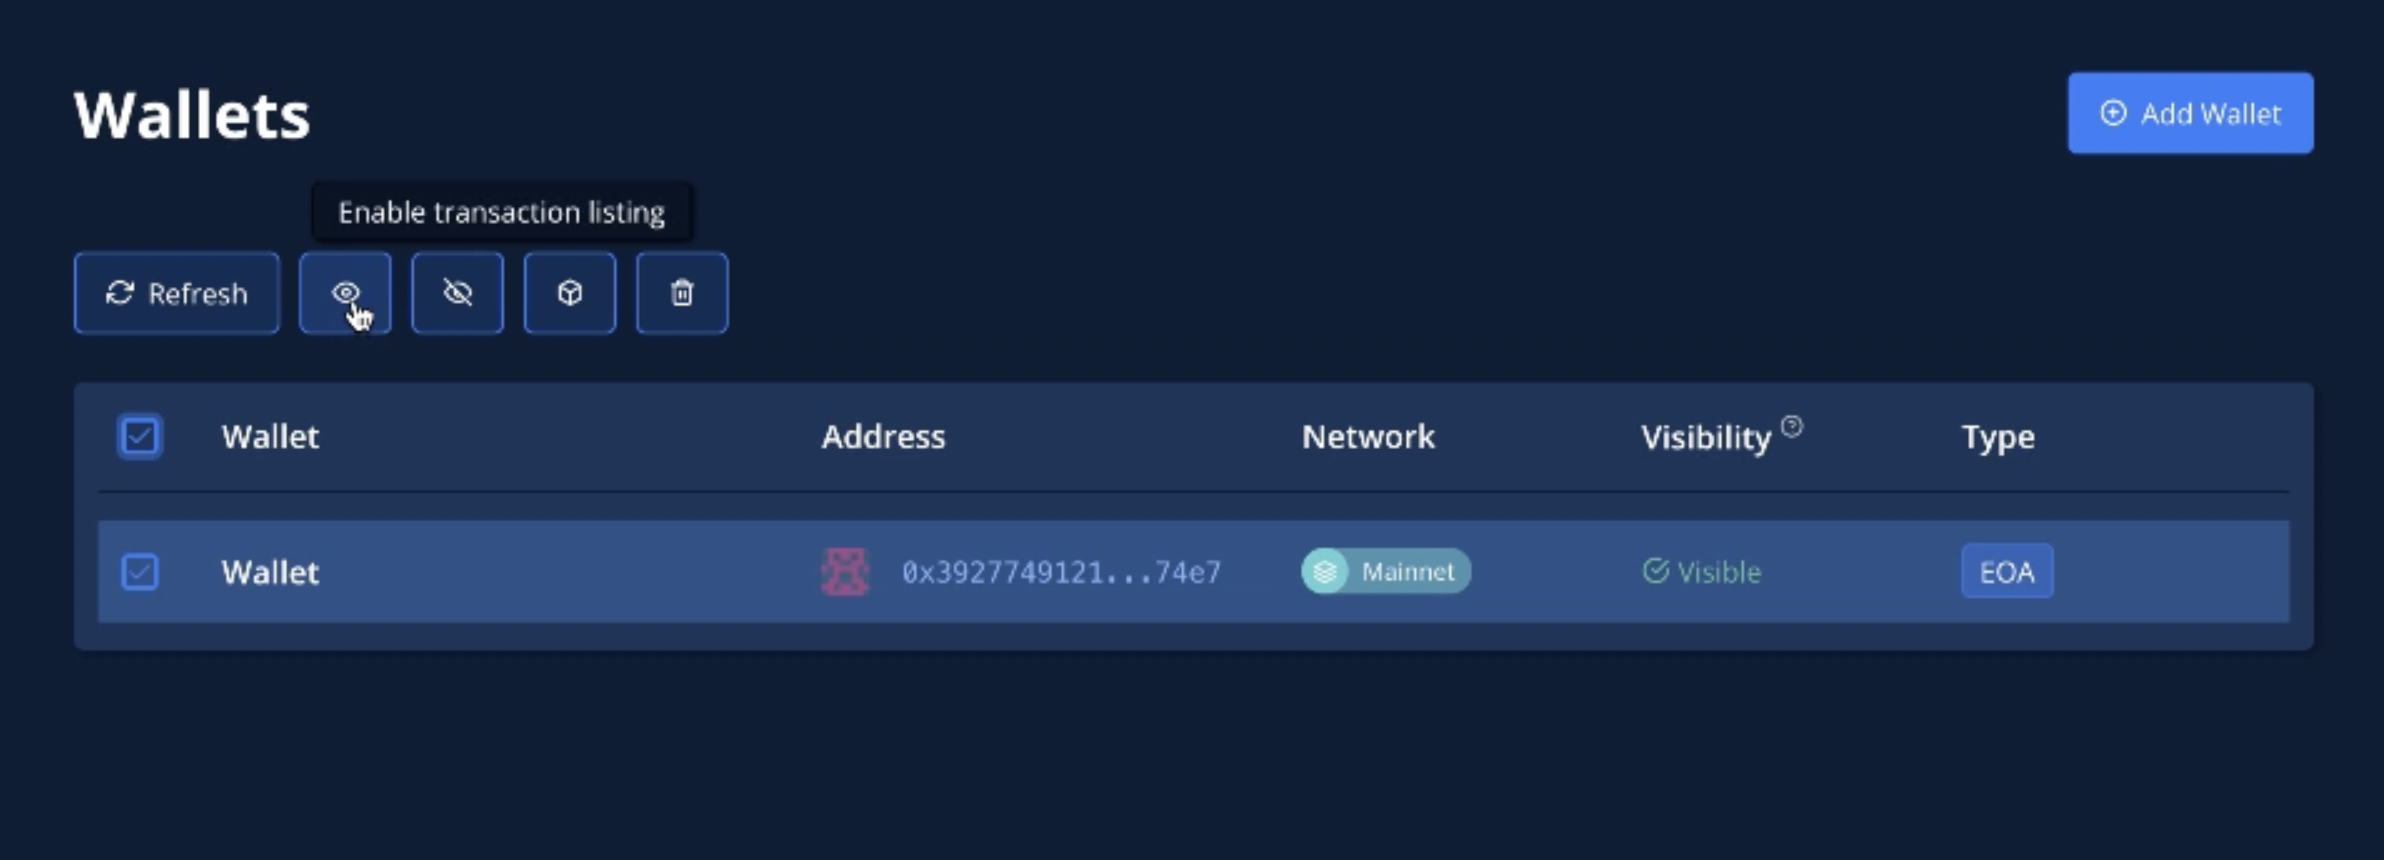 Wallets
Add Wallet
Enable transaction listing
Refresh
Wallet Address Network Visibility Type
Wallet 0x3927749121...74e7 Mainnet Visible EOA